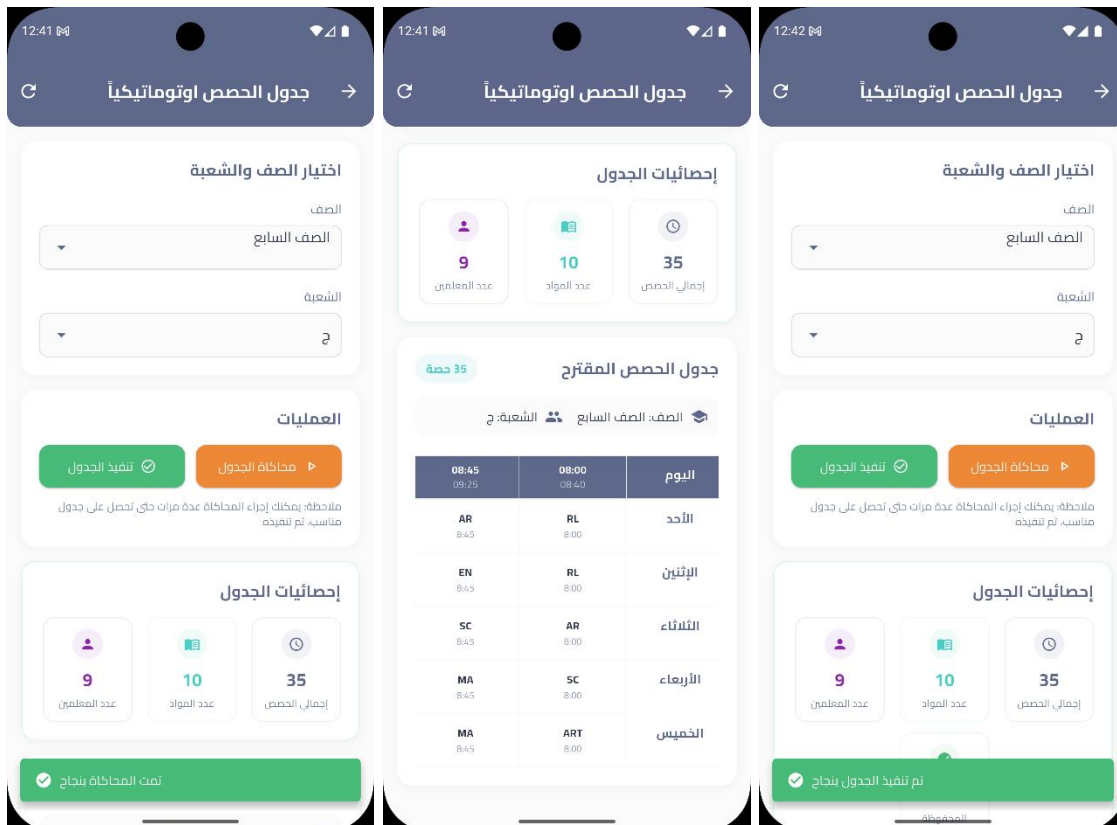 12:41
جدول الحصص اوتوماتيكياً
اختيار الصف والشعبة
الصف
الصف السابع
الشعبة
ج
العمليات
محاكاة الجدول
تنفيذ الجدول
ملاحظة: يمكنك إجراء المحاكاة عدة مرات حتى تحصل على جدول
مناسب، ثم تنفيذه
إحصائيات الجدول
35 10 9
إجمالي الحصص عدد المواد عدد المعلمين
تمت المحاكاة بنجاح
12:41
جدول الحصص اوتوماتيكياً
إحصائيات الجدول
35 10 9
إجمالي الحصص عدد المواد عدد المعلمين
جدول الحصص المقترح
35 حصة
الصف: الصف السابع الشعبة: ج
اليوم 08:00 08:45
08:40 09:25
الأحد RL AR
8:00 8:45
الإثنين RL EN
8:00 8:45
الثلاثاء AR SC
8:00 8:45
الأربعاء SC MA
8:00 8:45
الخميس ART MA
8:00 8:45
12:42
جدول الحصص اوتوماتيكياً
اختيار الصف والشعبة
الصف
الصف السابع
الشعبة
ج
العمليات
محاكاة الجدول
تنفيذ الجدول
ملاحظة: يمكنك إجراء المحاكاة عدة مرات حتى تحصل على جدول
مناسب، ثم تنفيذه
إحصائيات الجدول
35 10 9
إجمالي الحصص عدد المواد عدد المعلمين
تم تنفيذ الجدول بنجاح
المحفوظة